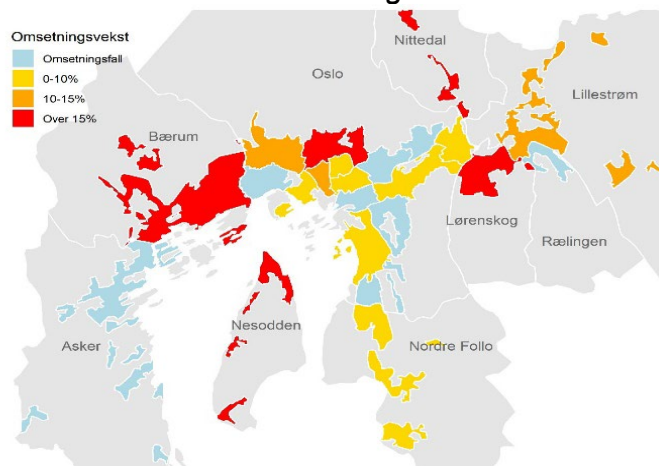 Omsetningsvekst
Omsetningsfall
0-10%
10-15%
Over 15%
Nittedal
Oslo
Lillestrøm
Bærum
Lørenskog
Rælingen
Nesodden
Asker
Nordre Follo